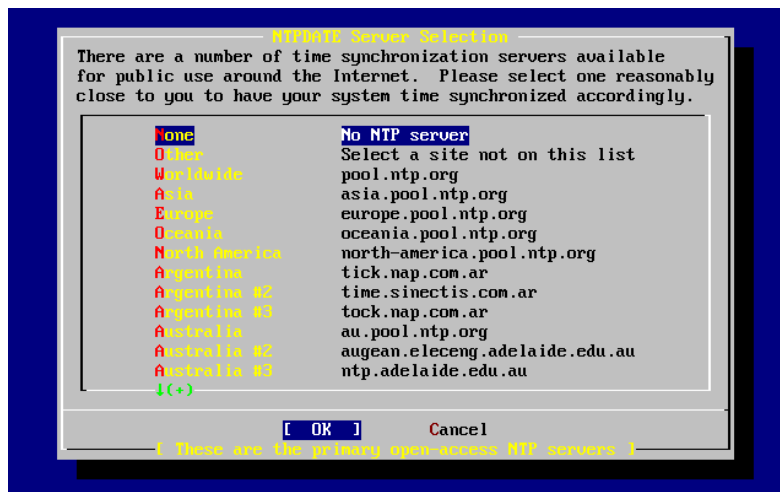 NTPDATE Server Selection
There are a number of time synchronization servers available
for public use around the Internet.  Please select one reasonably
close to you to have your system time synchronized accordingly.
None No NTP server
Other Select a site not on this list
Worldwide pool.ntp.org
Asia asia.pool.ntp.org
Europe europe.pool.ntp.org
Oceania oceania.pool.ntp.org
North America north-america.pool.ntp.org
Argentina tick.nap.com.ar
Argentina #2 time.sinectis.com.ar
Argentina #3 tock.nap.com.ar
Australia au.pool.ntp.org
Australia #2 augean.eleceng.adelaide.edu.au
Australia #3 ntp.adelaide.edu.au
↓(+)
[ OK ] Cancel
[ These are the primary open-access NTP servers ]